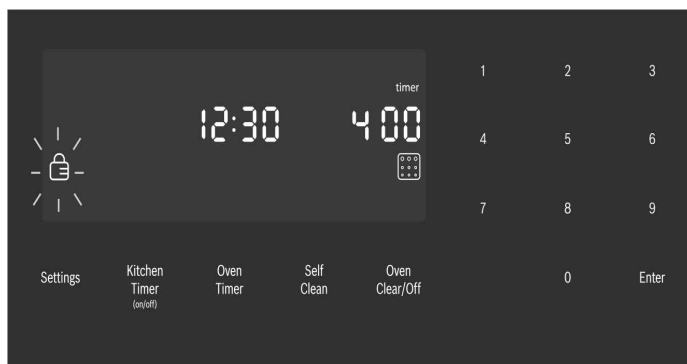 timer
12:30 4 00
1 2 3
4 5 6
7 8 9
Settings
Kitchen
Timer
(on/off)
Oven
Timer
Self
Clean
Oven
Clear/Off
0 Enter